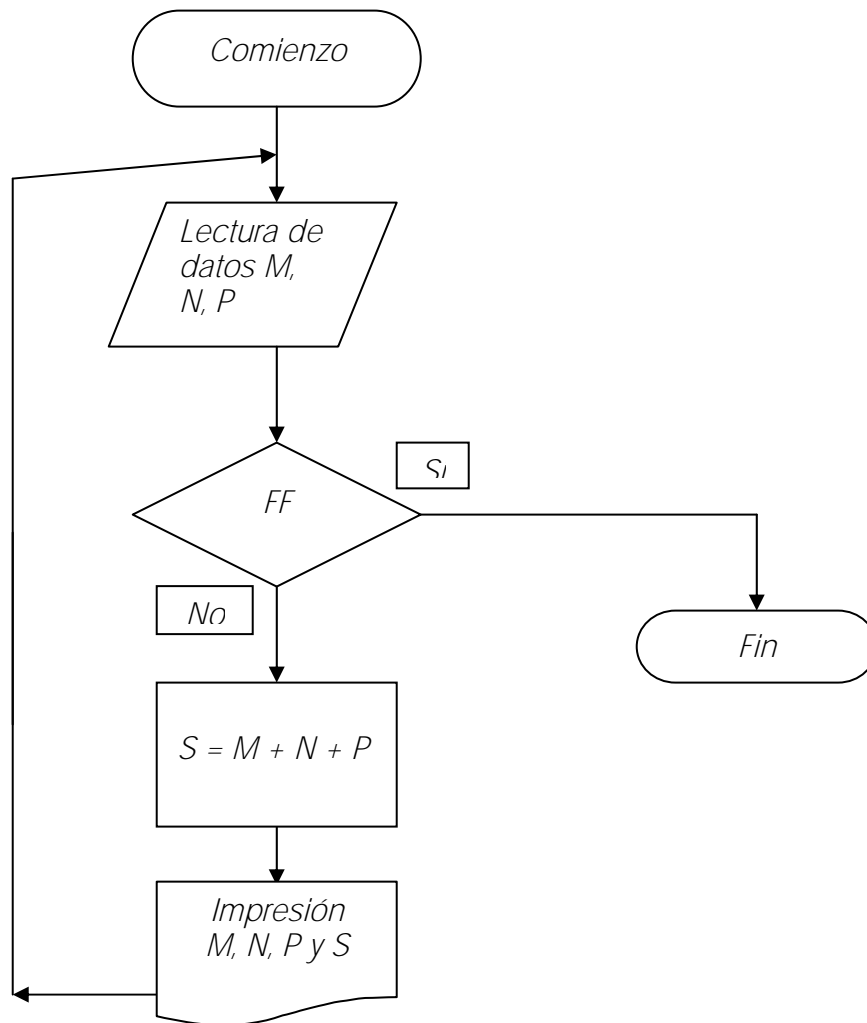 Comienzo
Lectura de
datos M,
N, P
Si
FF
No
Fin
S = M + N + P
Impresión
M, N, P y S